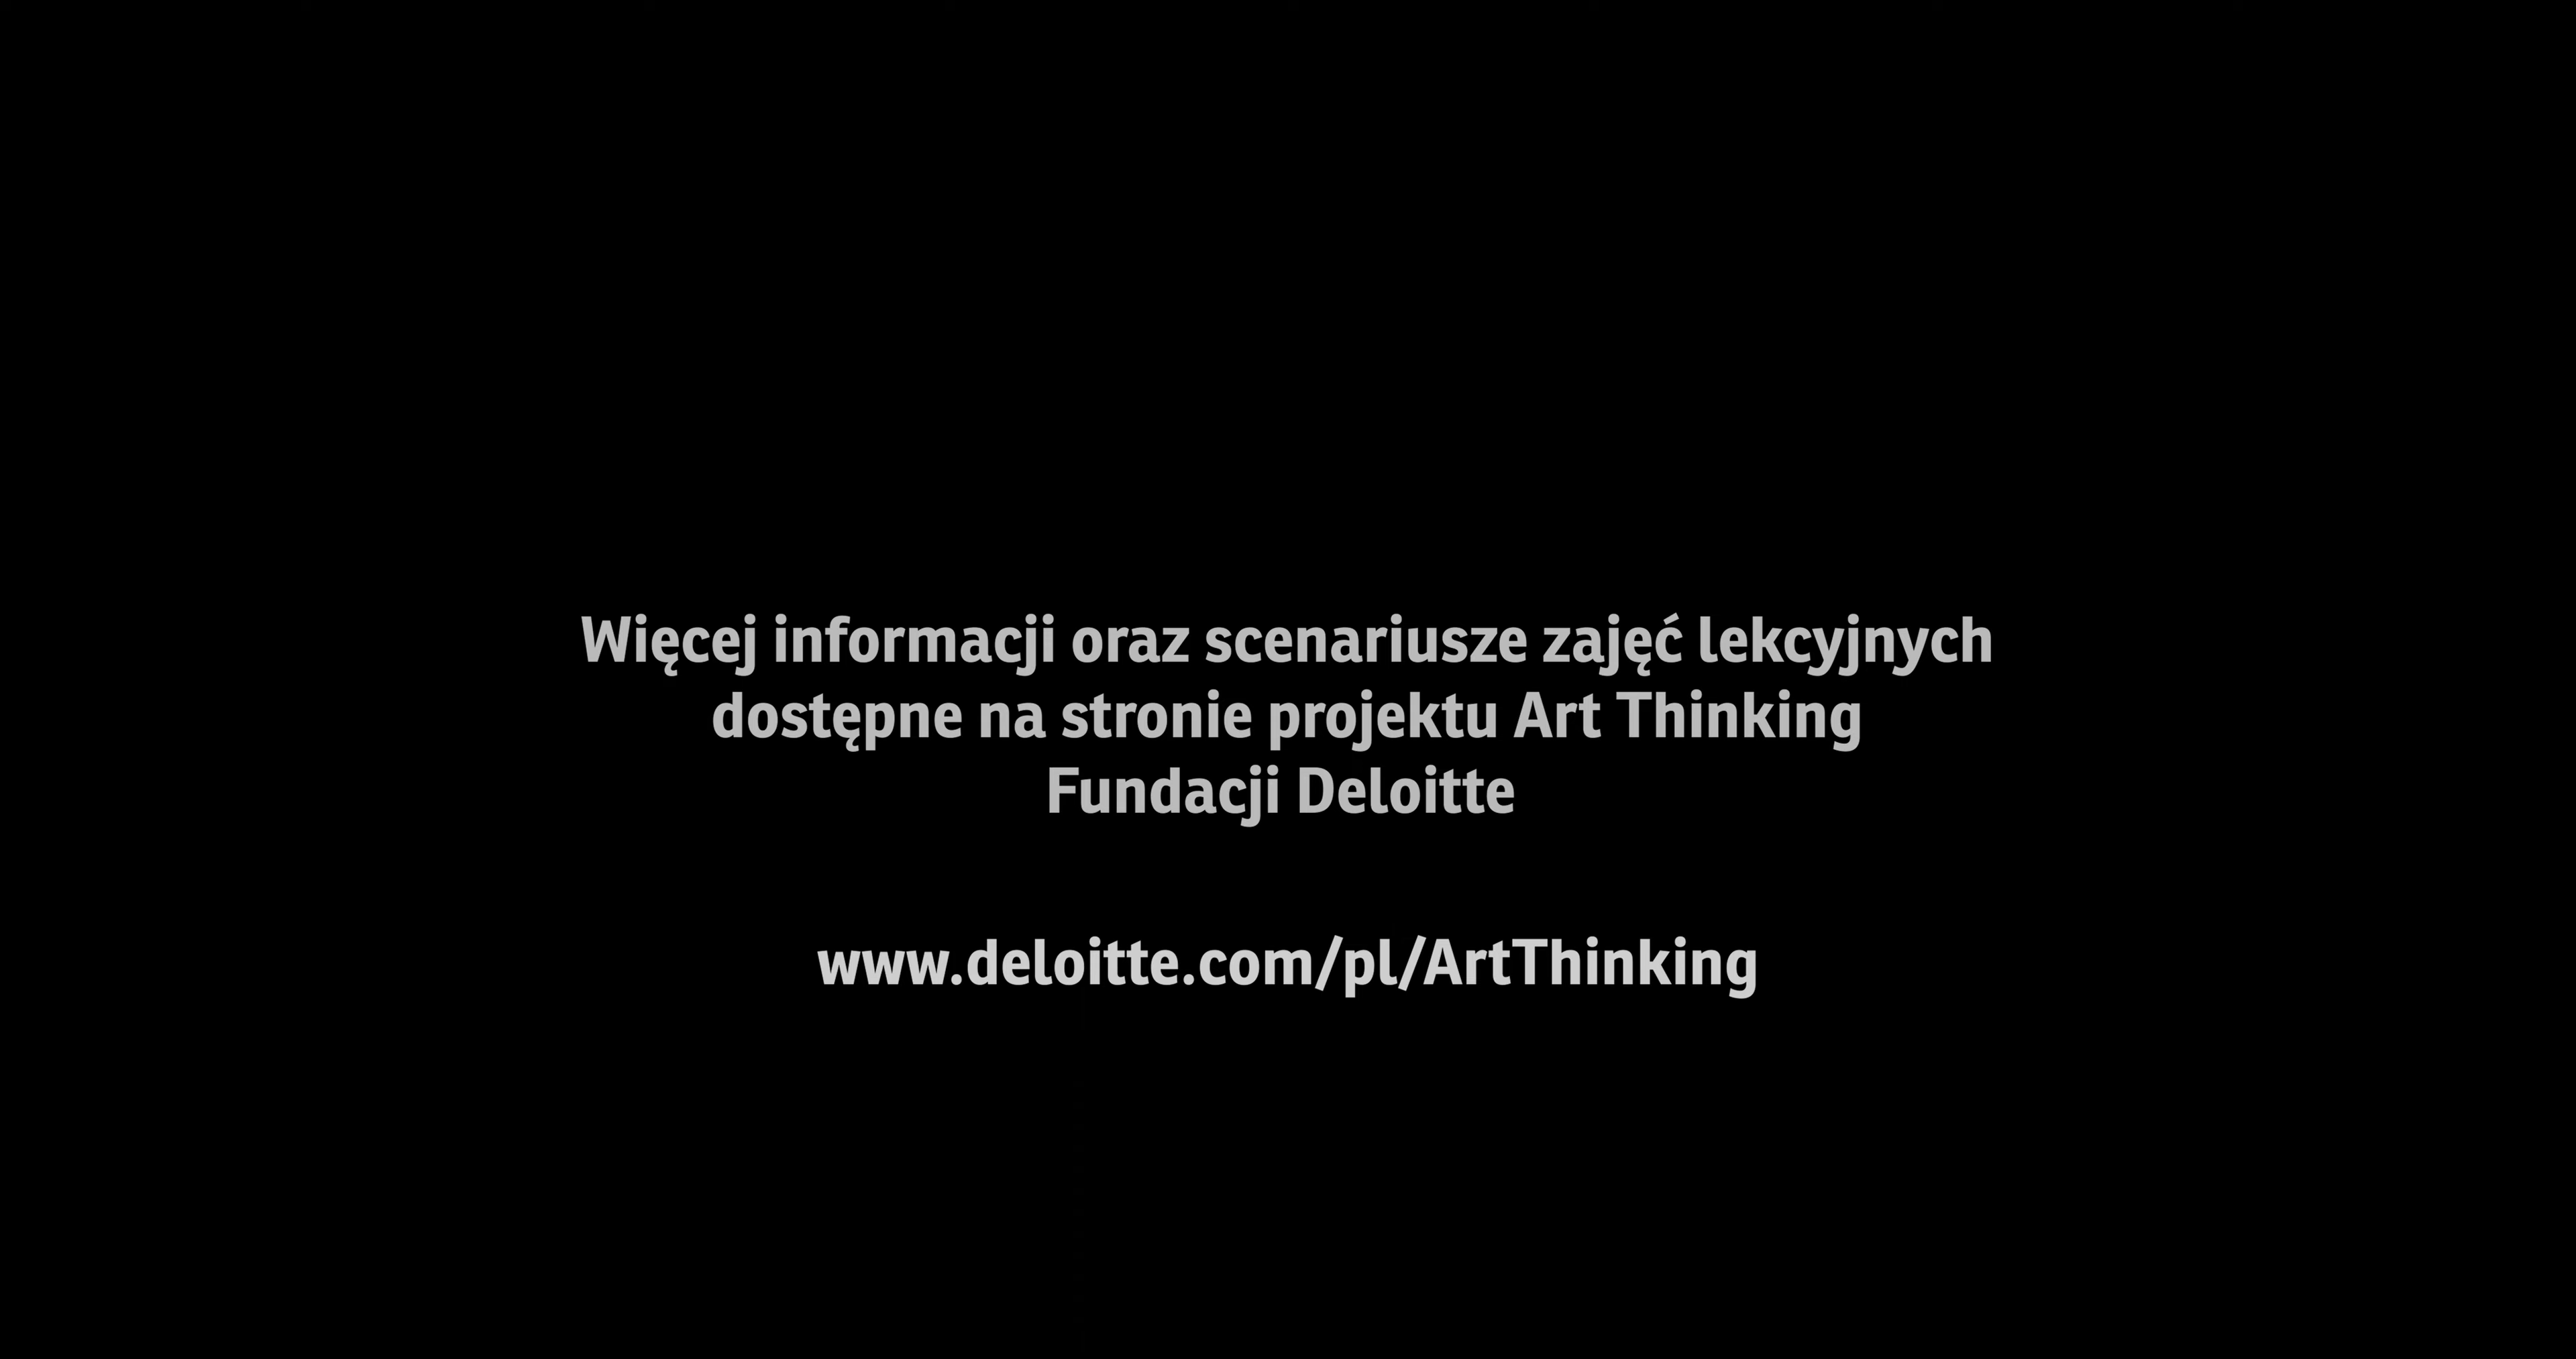 Więcej informacji oraz scenariusze zajęć lekcyjnych
dostępne na stronie projektu Art Thinking
Fundacji Deloitte
www.deloitte.com/pl/ArtThinking